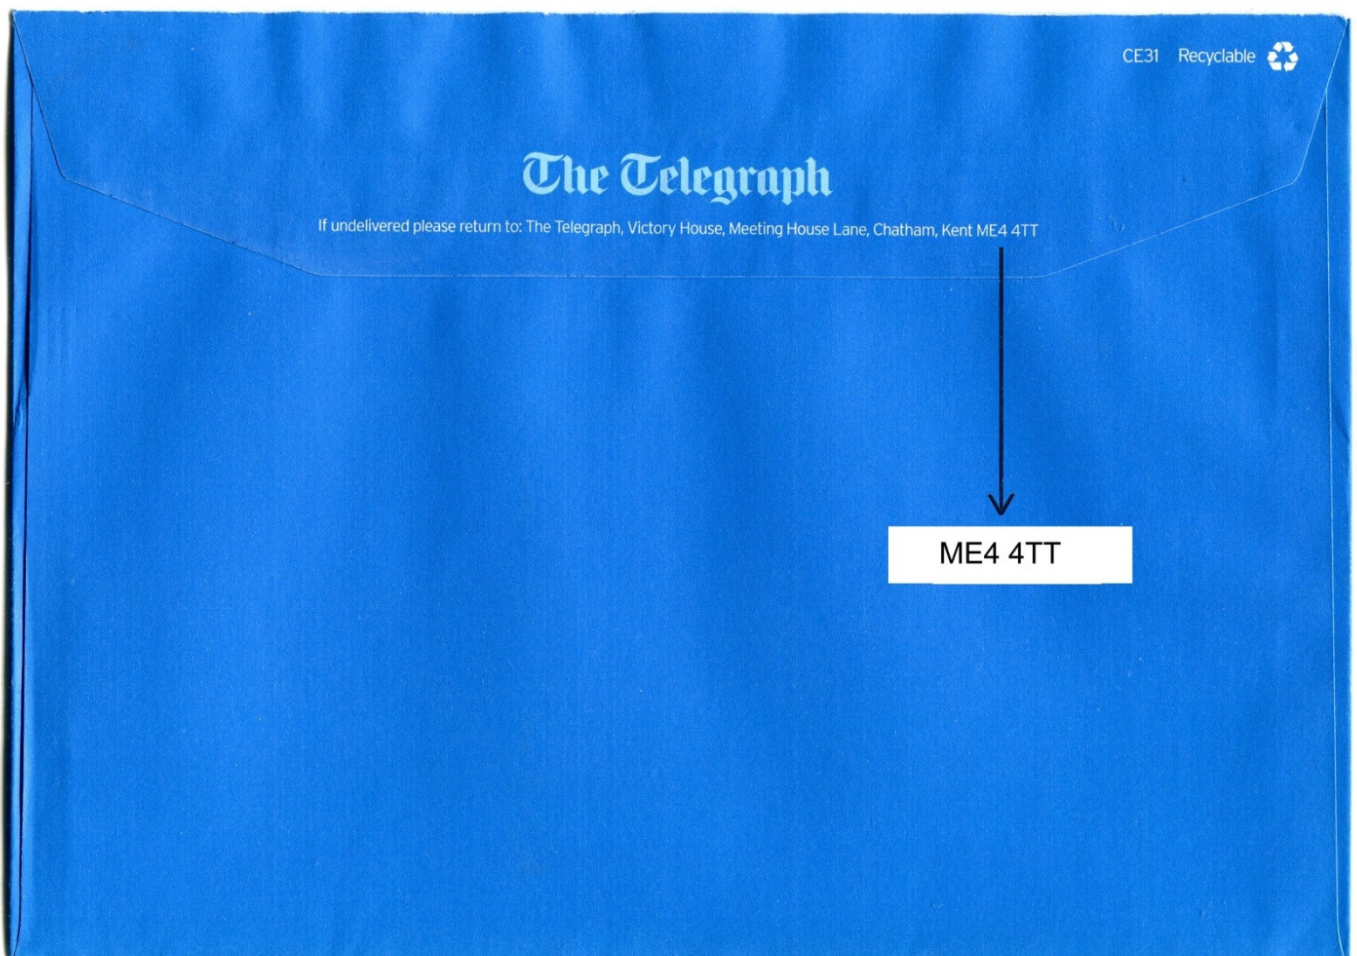 CE31 Recyclable
The Telegraph
If undelivered please return to: The Telegraph, Victory House, Meeting House Lane, Chatham, Kent ME4 4TT
ME4 4TT